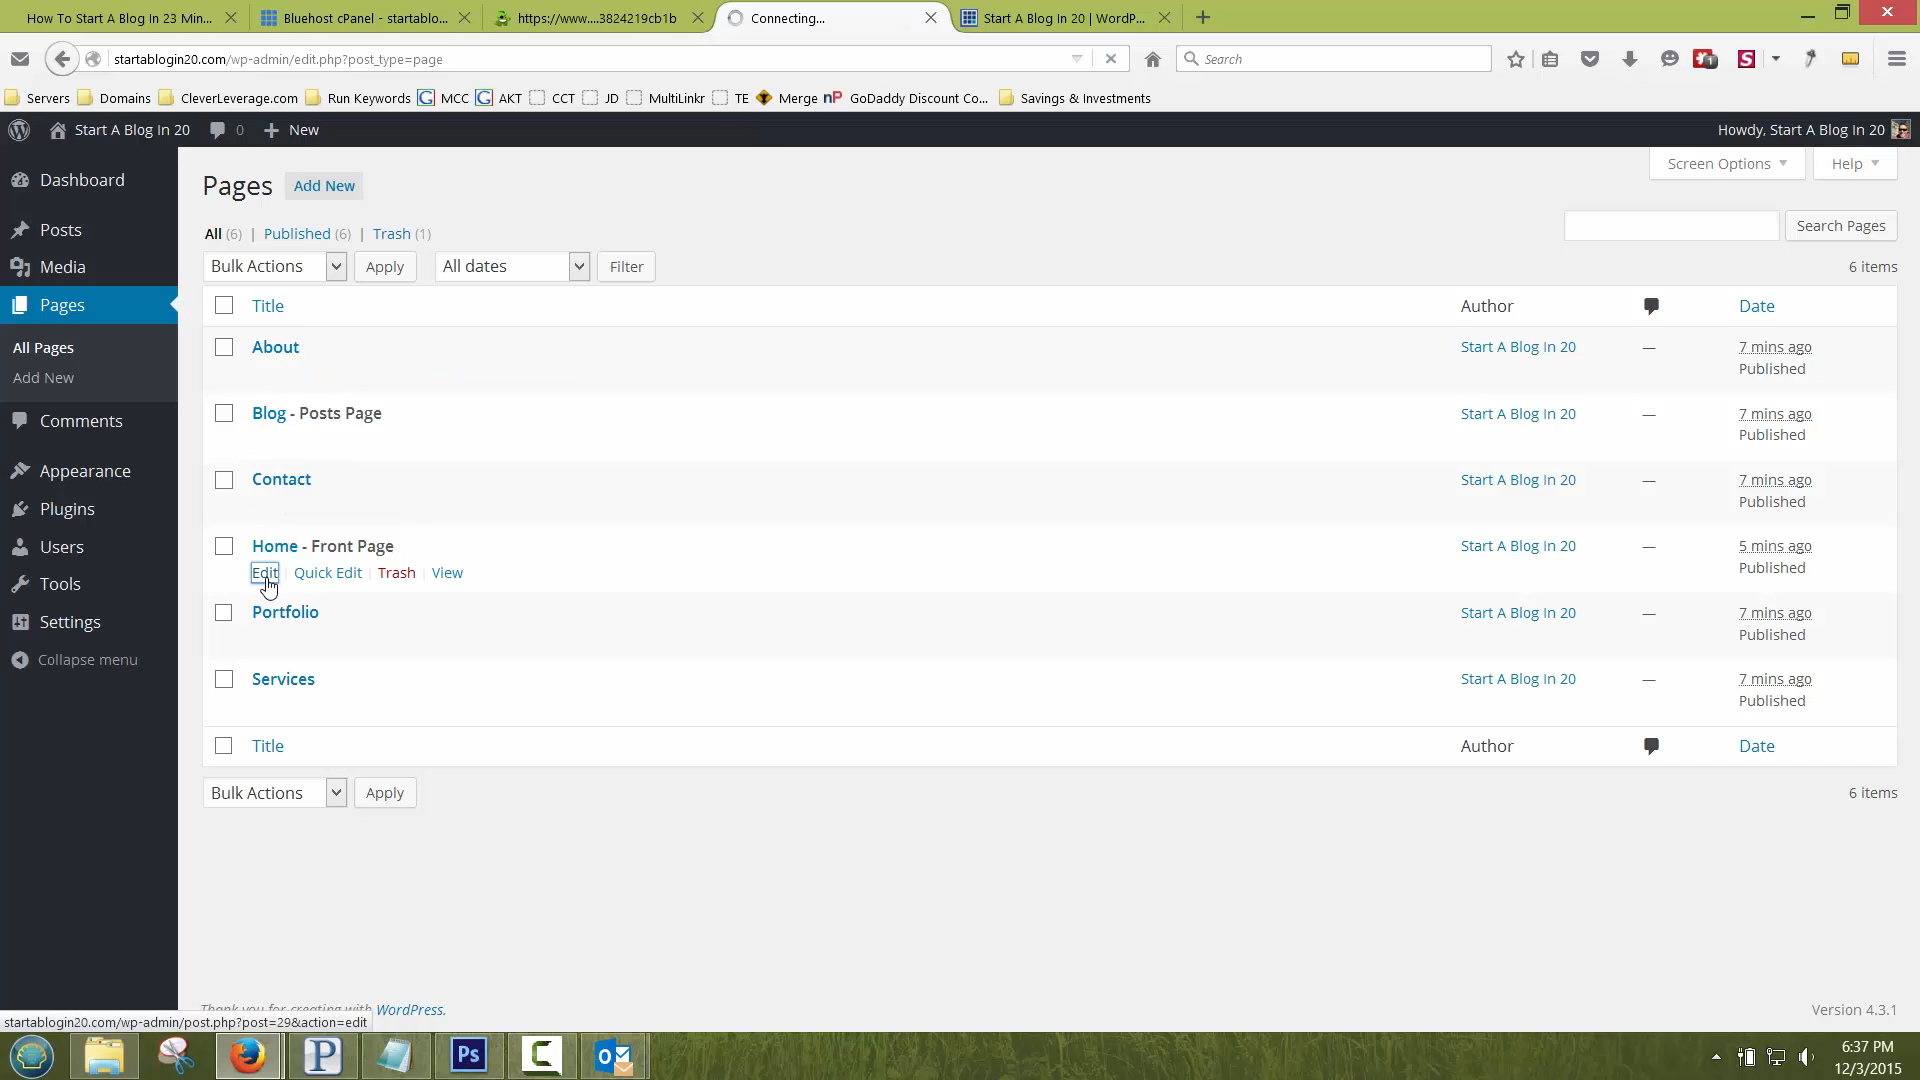 How To Start A Blog In 23 Min...
Bluehost cPanel - startablo...
https://www....3824219cb1b
Connecting...
Start A Blog In 20 | WordP...
startablogin20.com/wp-admin/edit.php?post_type=page
Search
1
S
Servers
Domains
CleverLeverage.com
Run Keywords
MCC
AKT
CCT
JD
MultiLinkr
TE
Merge
GoDaddy Discount Co...
Savings & Investments
Start A Blog In 20
0
New
Howdy, Start A Blog In 20
Dashboard
Posts
Media
Pages
All Pages
Add New
Comments
Appearance
Plugins
Users
Tools
Settings
Collapse menu
Screen Options
Help
Pages
Add New
All (6) | Published (6) | Trash (1)
Search Pages
Bulk Actions
Apply
All dates
Filter
6 items
Title Author Date
About Start A Blog In 20 — 7 mins ago
Published
Blog - Posts Page Start A Blog In 20 — 7 mins ago
Published
Contact Start A Blog In 20 — 7 mins ago
Published
Home - Front Page Start A Blog In 20 — 5 mins ago
Edit | Quick Edit | Trash | View Published
Portfolio Start A Blog In 20 — 7 mins ago
Published
Services Start A Blog In 20 — 7 mins ago
Published
Title Author Date
Bulk Actions
Apply
6 items
Thank you for creating with WordPress.
Version 4.3.1
startablogin20.com/wp-admin/post.php?post=29&action=edit
P
Ps
C
6:37 PM
12/3/2015